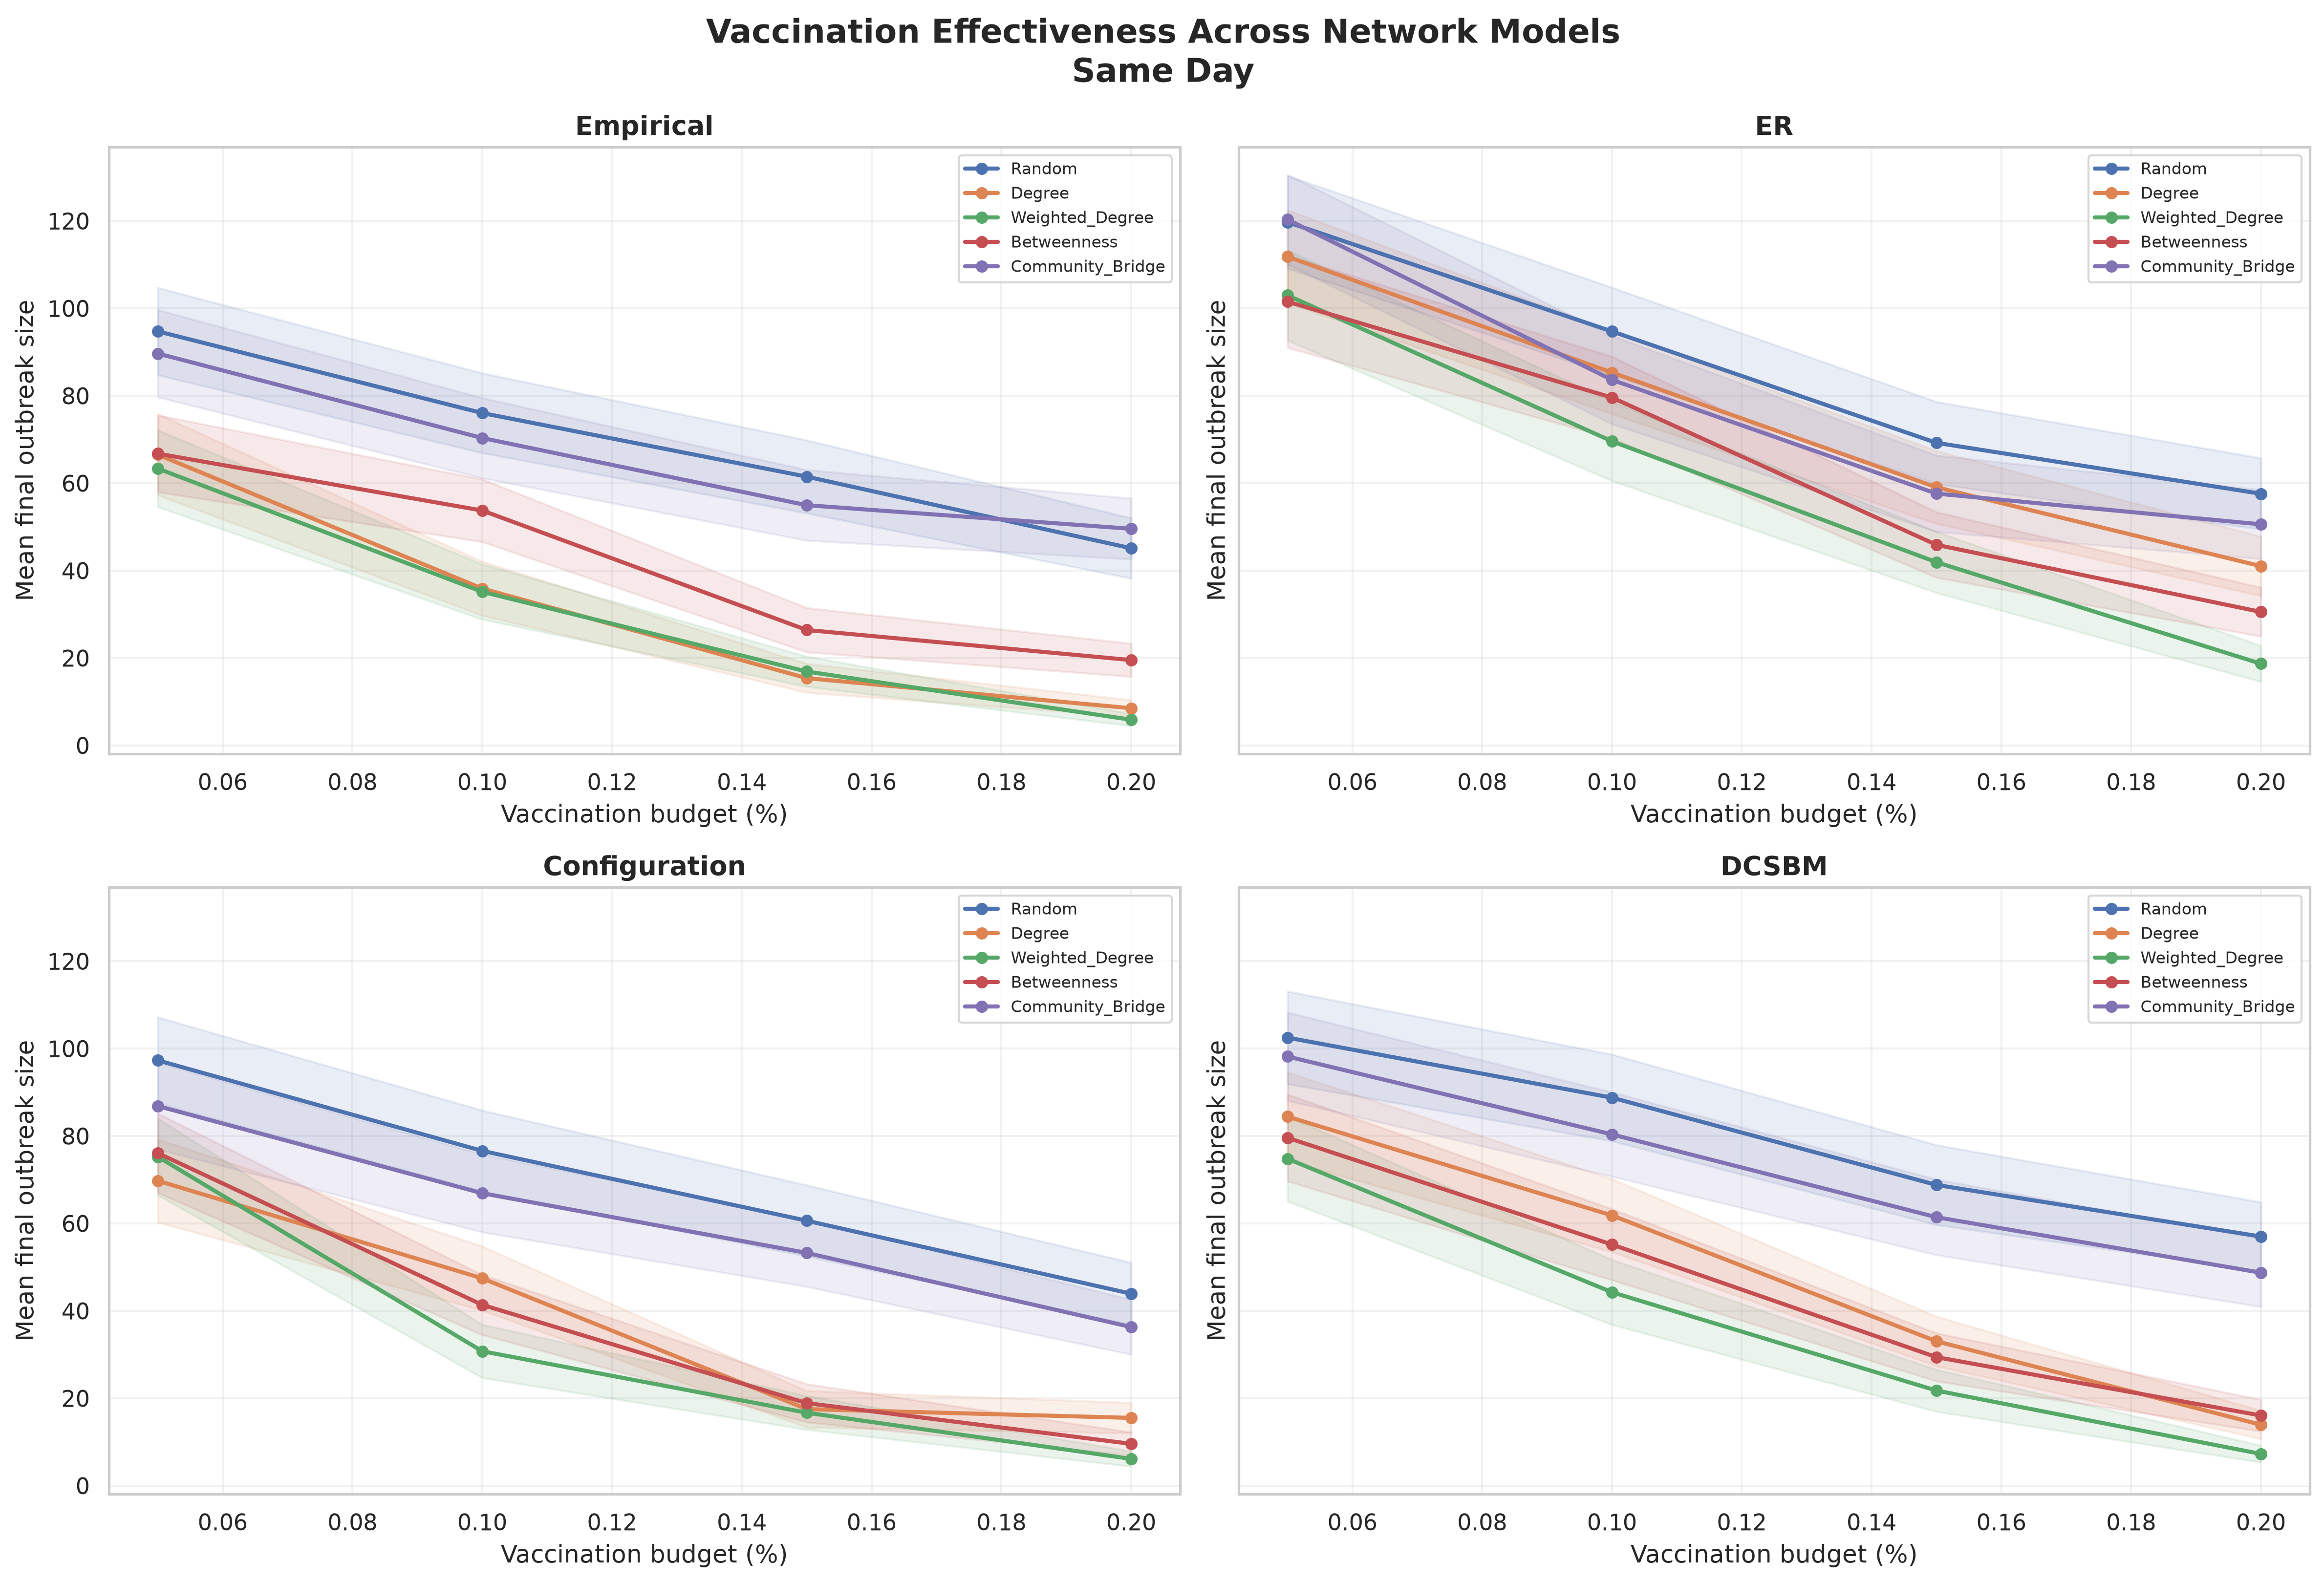 Vaccination Effectiveness Across Network Models
Same Day
Empirical
Mean final outbreak size
120
100
80
60
40
20
0
0.06 0.08 0.10 0.12 0.14 0.16 0.18 0.20
Vaccination budget (%)
Random
Degree
Weighted_Degree
Betweenness
Community_Bridge
ER
Mean final outbreak size
0.06 0.08 0.10 0.12 0.14 0.16 0.18 0.20
Vaccination budget (%)
Random
Degree
Weighted_Degree
Betweenness
Community_Bridge
Configuration
Mean final outbreak size
120
100
80
60
40
20
0
0.06 0.08 0.10 0.12 0.14 0.16 0.18 0.20
Vaccination budget (%)
Random
Degree
Weighted_Degree
Betweenness
Community_Bridge
DCSBM
Mean final outbreak size
0.06 0.08 0.10 0.12 0.14 0.16 0.18 0.20
Vaccination budget (%)
Random
Degree
Weighted_Degree
Betweenness
Community_Bridge